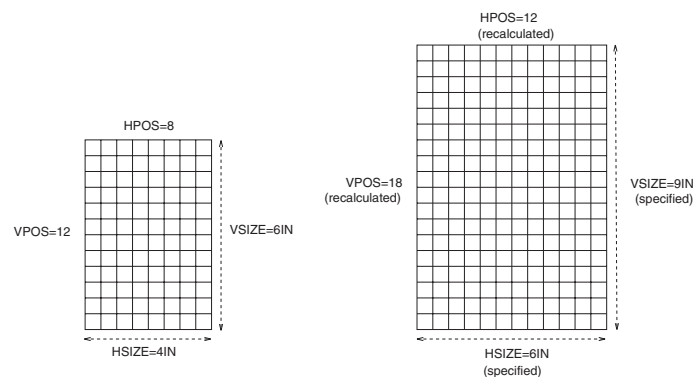 HPOS=8
VPOS=12
VSIZE=6IN
HSIZE=4IN
HPOS=12
(recalculated)
VPOS=18
(recalculated)
VSIZE=9IN
(specified)
HSIZE=6IN
(specified)